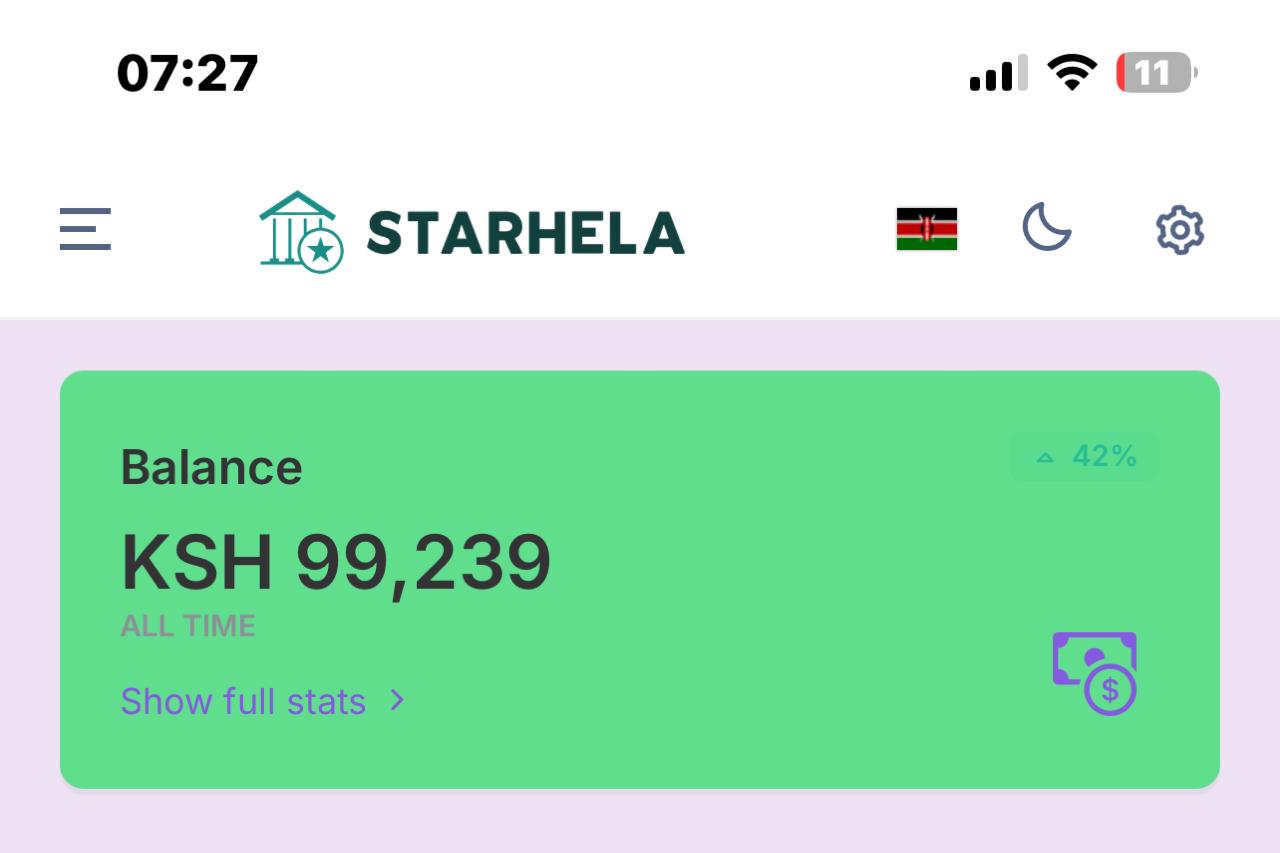 07:27
11
STARHELA
Balance
42%
KSH 99,239
ALL TIME
Show full stats
$